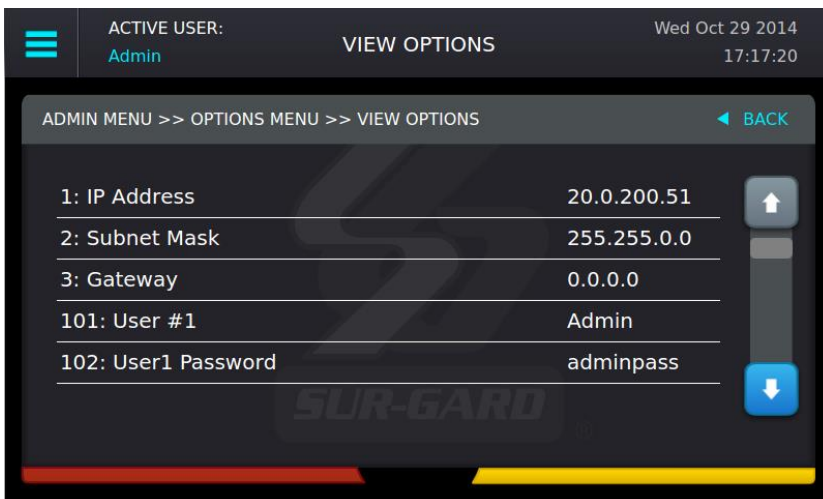 ACTIVE USER:
Admin
VIEW OPTIONS
Wed Oct 29 2014
17:17:20
ADMIN MENU >> OPTIONS MENU >> VIEW OPTIONS
BACK
1: IP Address 20.0.200.51
2: Subnet Mask 255.255.0.0
3: Gateway 0.0.0.0
101: User #1 Admin
102: User1 Password adminpass
SUR-GARD
®